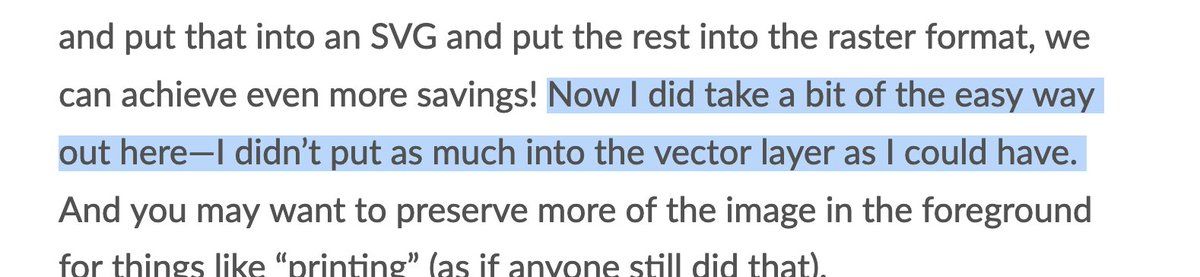 and put that into an SVG and put the rest into the raster format, we
can achieve even more savings! Now I did take a bit of the easy way
out here—I didn’t put as much into the vector layer as I could have.
And you may want to preserve more of the image in the foreground
for things like “printing” (as if anyone still did that).